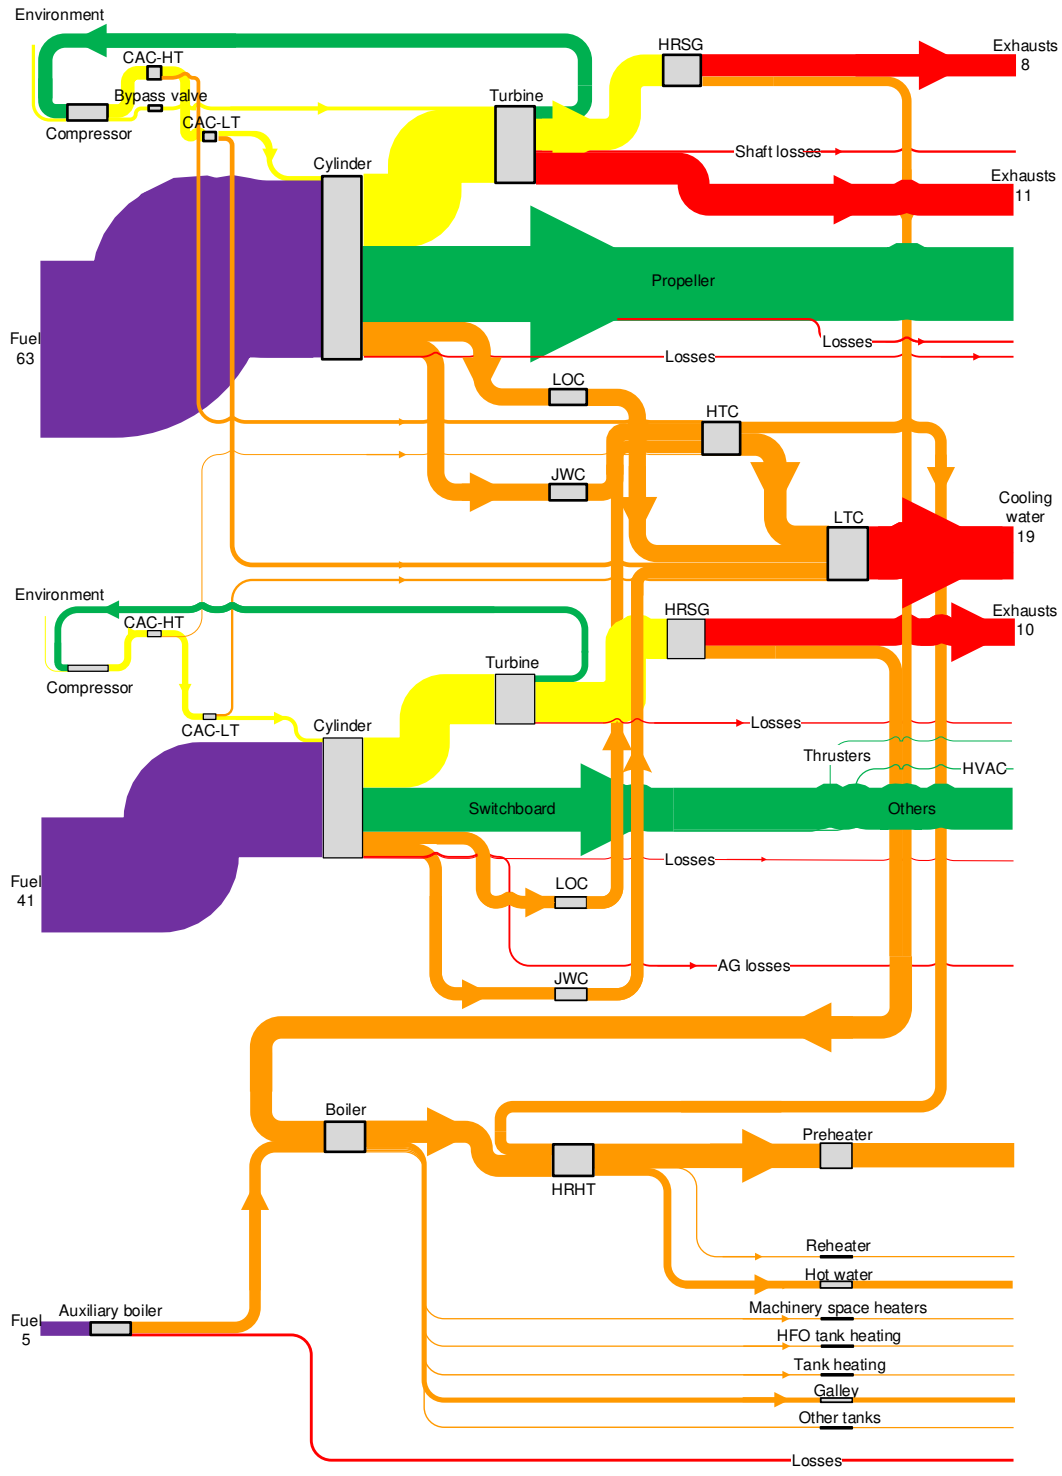 Environment
CAC-HT
HRSG
Exhausts
8
Bypass valve
Turbine
CAC-LT
Compressor
Shaft losses
Cylinder
Exhausts
11
Propeller
Fuel
63
Losses
Losses
LOC
HTC
JWC
Cooling
water
19
LTC
Environment
CAC-HT
HRSG
Exhausts
10
Turbine
Compressor
CAC-LT
Cylinder
Losses
Thrusters
HVAC
Switchboard
Others
Losses
Fuel
41
LOC
AG losses
JWC
Boiler
Preheater
HRHT
Reheater
Hot water
Auxiliary boiler
Machinery space heaters
Fuel
5
HFO tank heating
Tank heating
Galley
Other tanks
Losses